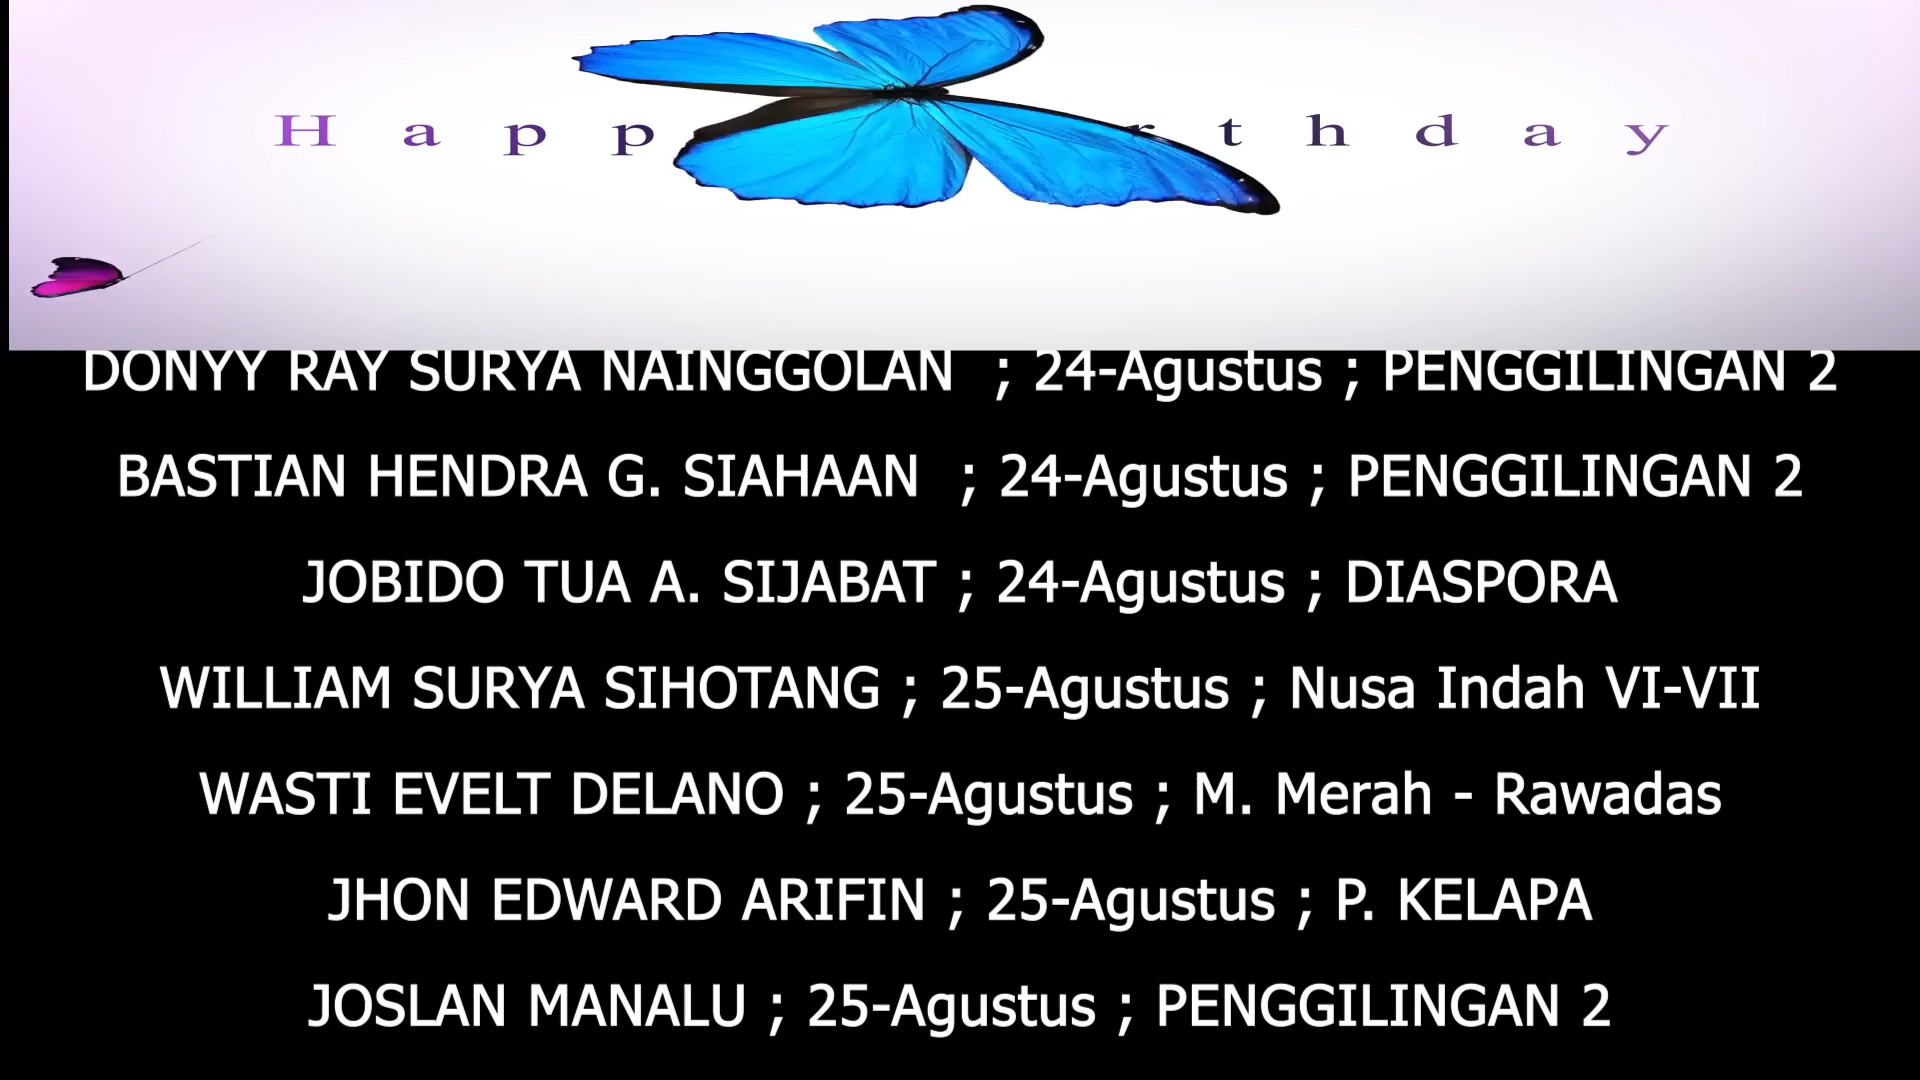 Happ rthday
DONYY RAY SURYA NAINGGOLAN ; 24-Agustus ; PENGGILINGAN 2
BASTIAN HENDRA G. SIAHAAN ; 24-Agustus ; PENGGILINGAN 2
JOBIDO TUA A. SIJABAT ; 24-Agustus ; DIASPORA
WILLIAM SURYA SIHOTANG ; 25-Agustus ; Nusa Indah VI-VII
WASTI EVELT DELANO ; 25-Agustus ; M. Merah - Rawadas
JHON EDWARD ARIFIN ; 25-Agustus ; P. KELAPA
JOSLAN MANALU ; 25-Agustus ; PENGGILINGAN 2